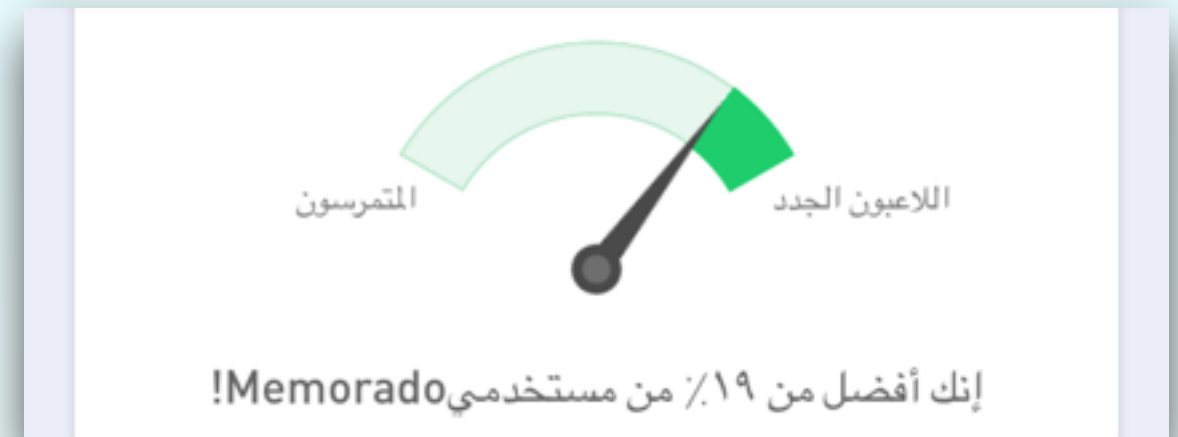 اللاعبون الجدد
المتمرسون
إنك أفضل من ١٩٪ من مستخدميMemorado!